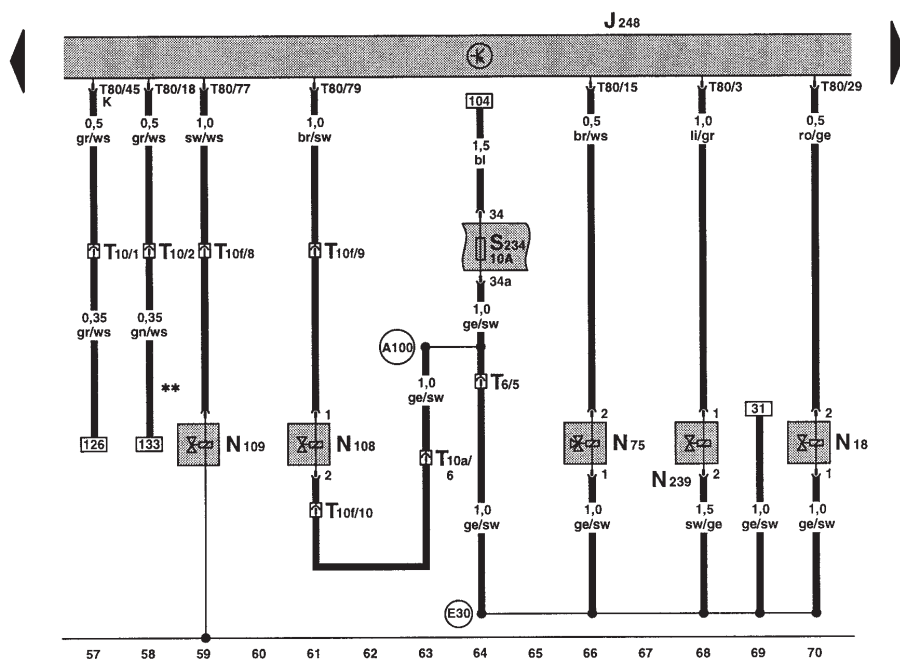 J 248
T80/45 T80/18 T80/77 T80/79 T80/15 T80/3 T80/29
K
104
0,5 0,5 1,0 1,0 0,5 1,0 0,5
gr/ws gr/ws sw/ws br/sw br/ws li/gr ro/ge
1,5
bl
34
T10/1 T10/2 T10f/8 T10f/9 S234
10A
34a
0,35 0,35 1,0
gr/ws gn/ws ge/sw
A100
1,0 T6/5
ge/sw
**
31
1 2 1 2
126 133 N109 N108 N75 N18
T10a/
6
2 1 N239 2 1
T10f/10 1,0 1,0 1,5 1,0 1,0
ge/sw ge/sw sw/ge ge/sw ge/sw
E30
57 58 59 60 61 62 63 64 65 66 67 68 69 70